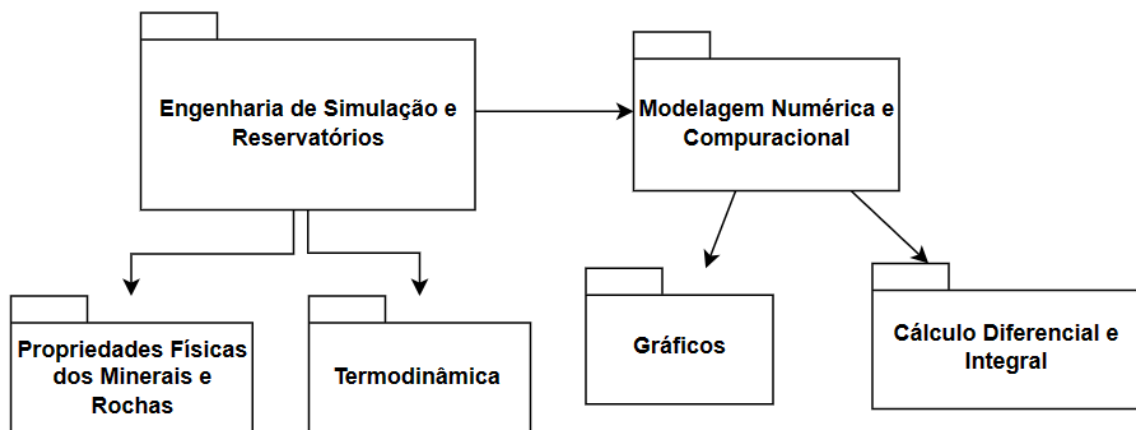 Engenharia de Simulação e
Reservatórios
Modelagem Numérica e
Compuracional
Propriedades Físicas
dos Minerais e
Rochas
Termodinâmica
Gráficos
Cálculo Diferencial e
Integral